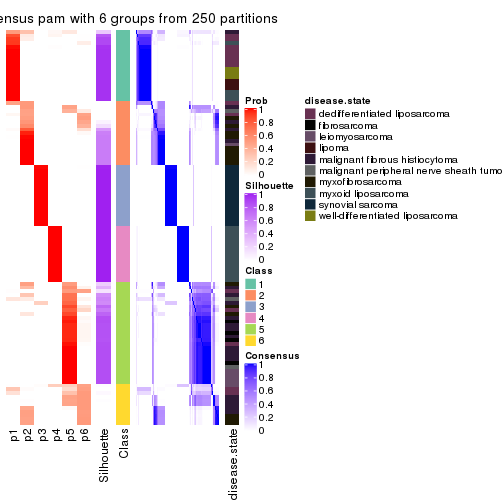 ensus pam with 6 groups from 250 partitions
Prob
1
0.8
0.6
0.4
0.2
0
Silhouette
1
0.8
0.6
0.4
0.2
0
Class
1
2
3
4
5
6
Consensus
1
0.8
0.6
0.4
0.2
0
disease.state
dedifferentiated liposarcoma
fibrosarcoma
leiomyosarcoma
lipoma
malignant fibrous histiocytoma
malignant peripheral nerve sheath tumo
myxofibrosarcoma
myxoid liposarcoma
synovial sarcoma
well-differentiated liposarcoma
p1
p2
p3
p4
p5
p6
Silhouette
Class
disease.state